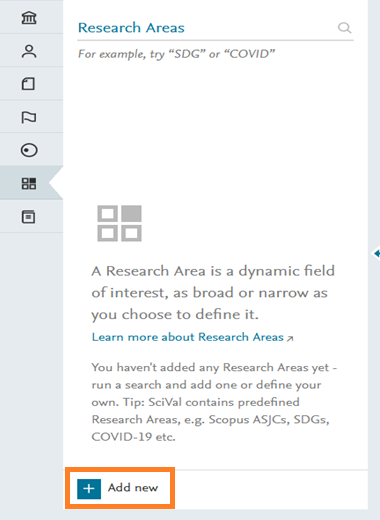 Research Areas
For example, try “SDG” or “COVID”
A Research Area is a dynamic field
of interest, as broad or narrow as
you choose to define it.
Learn more about Research Areas
You haven't added any Research Areas yet -
run a search and add one or define your
own. Tip: SciVal contains predefined
Research Areas, e.g. Scopus ASJCs, SDGs,
COVID-19 etc.
Add new